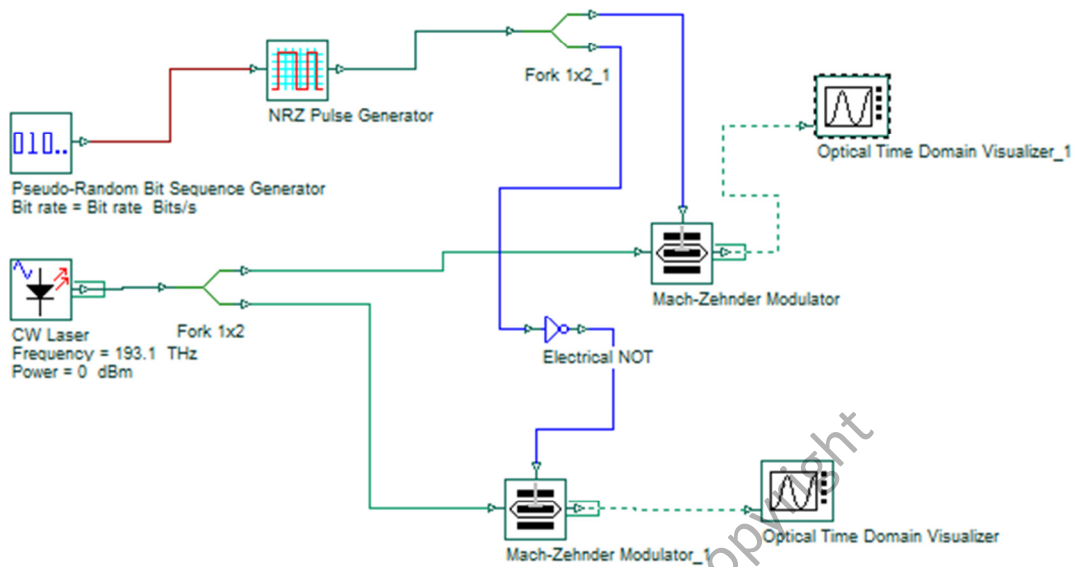 Fork 1x2_1
NRZ Pulse Generator
010..
Optical Time Domain Visualizer_1
Pseudo-Random Bit Sequence Generator
Bit rate = Bit rate Bits/s
Mach-Zehnder Modulator
CW Laser
Frequency = 193.1 THz
Power = 0 dBm
Fork 1x2
Electrical NOT
Mach-Zehnder Modulator_1
Optical Time Domain Visualizer
opyright